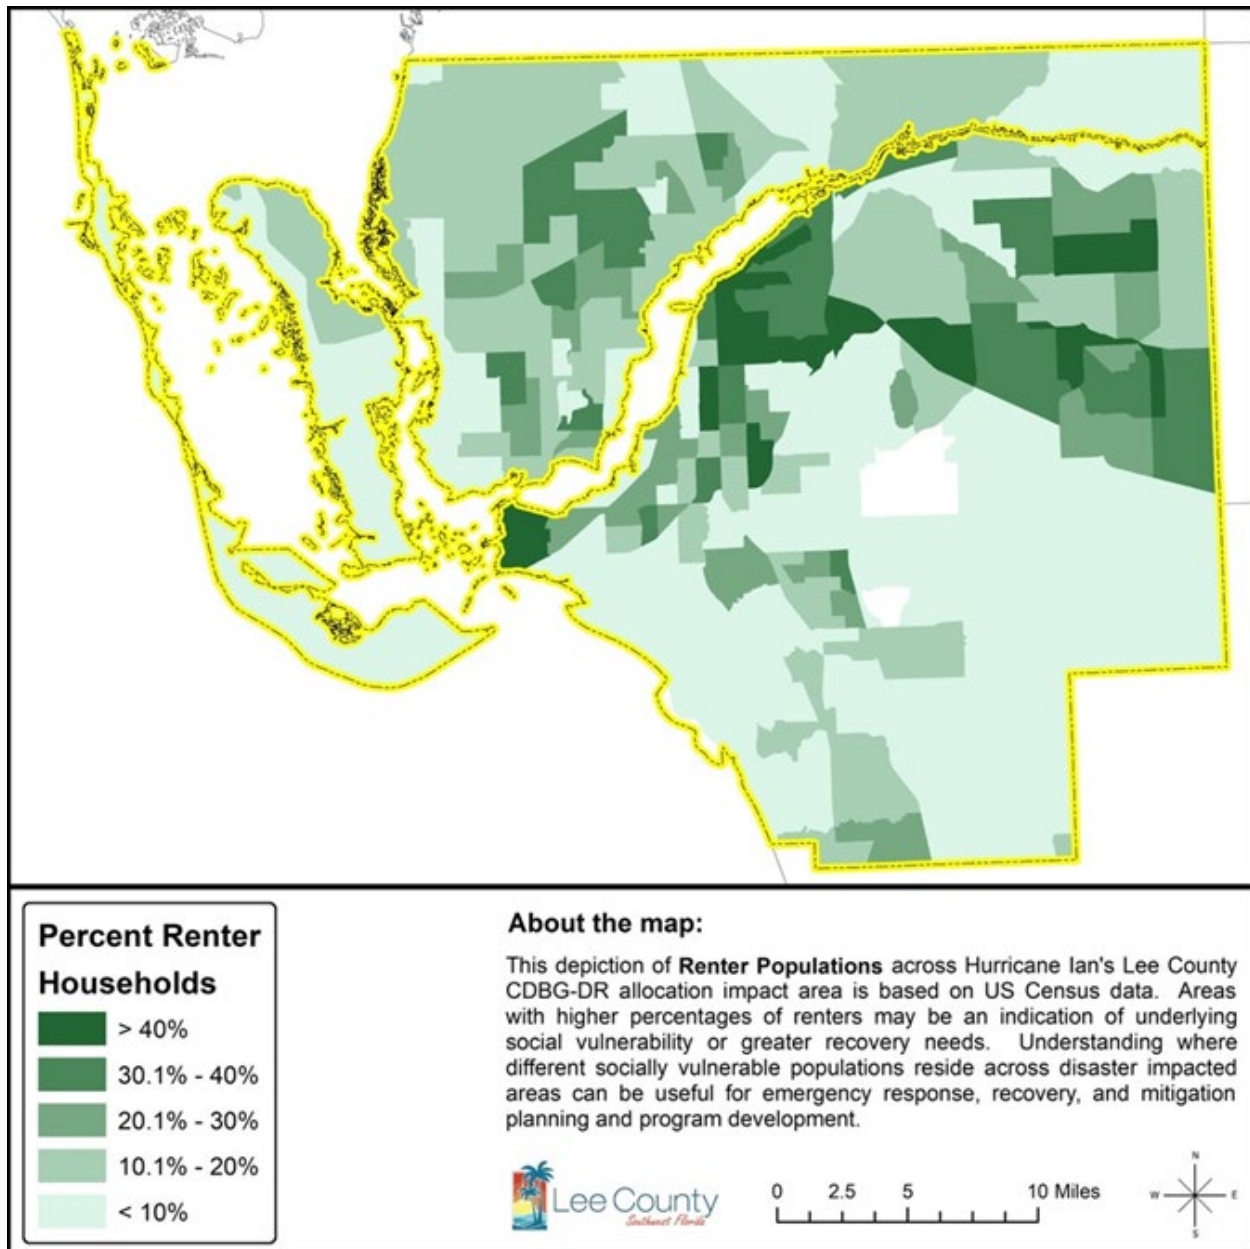 Percent Renter
Households
> 40%
30.1% - 40%
20.1% - 30%
10.1% - 20%
< 10%
About the map:
This depiction of Renter Populations across Hurricane Ian's Lee County
CDBG-DR allocation impact area is based on US Census data. Areas
with higher percentages of renters may be an indication of underlying
social vulnerability or greater recovery needs. Understanding where
different socially vulnerable populations reside across disaster impacted
areas can be useful for emergency response, recovery, and mitigation
planning and program development.
Lee County
Southwest Florida
0 2.5 5 10 Miles
N
W E
S